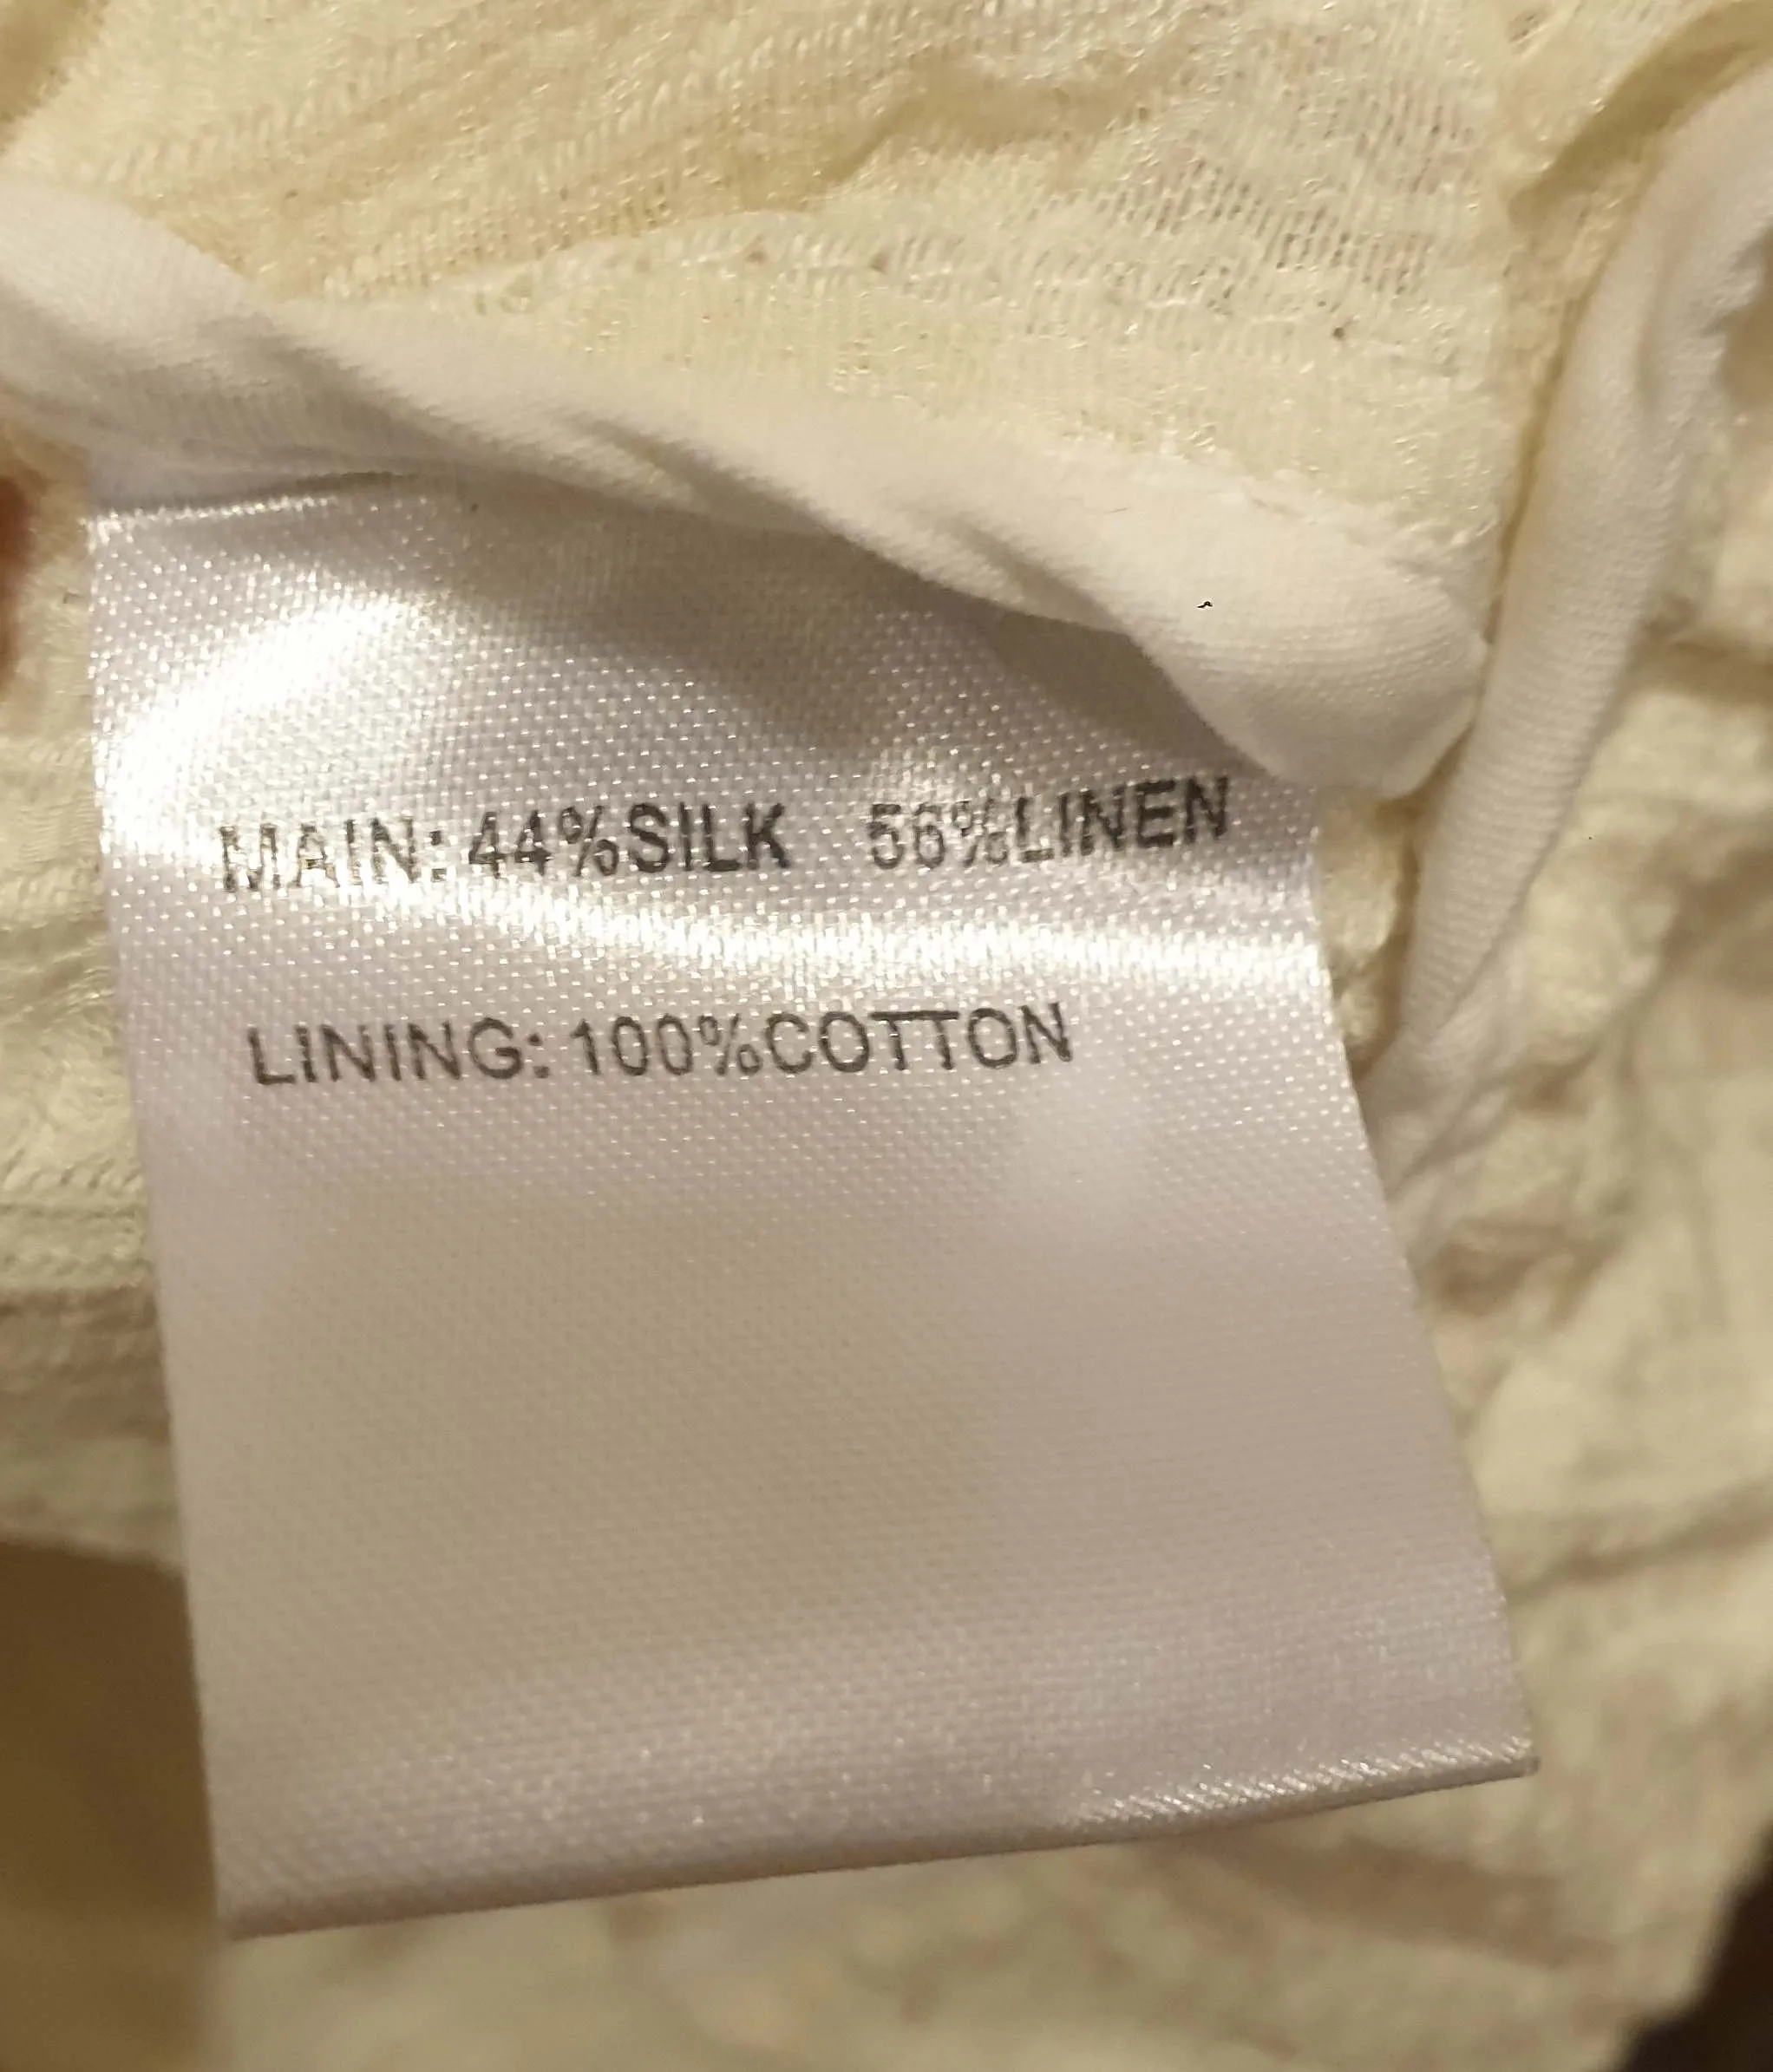 MAIN: 44%SILK 56%LINEN
LINING: 100%COTTON